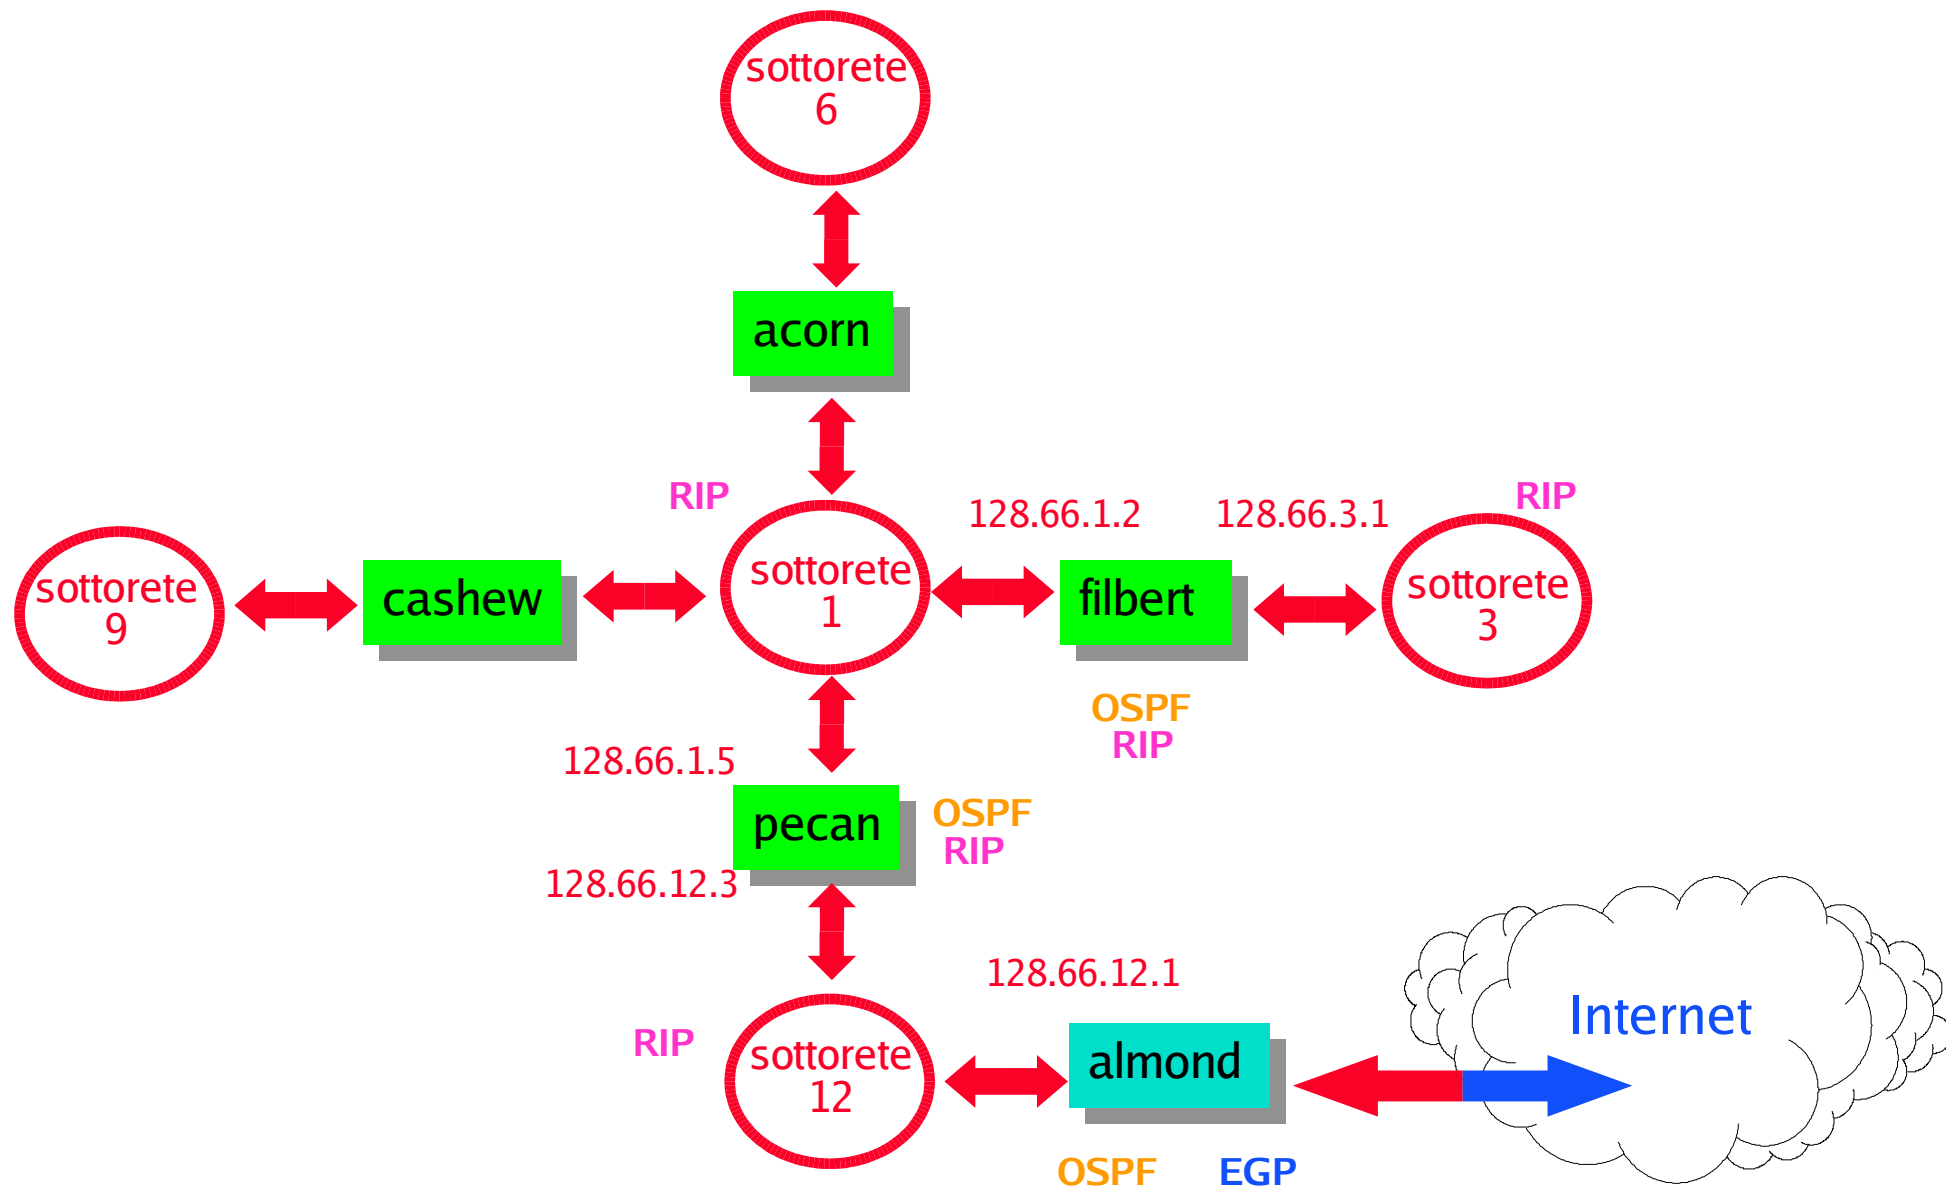 sottorete
6
acorn
RIP
128.66.1.2
128.66.3.1
RIP
sottorete
9
cashew
sottorete
1
filbert
sottorete
3
OSPF
RIP
128.66.1.5
pecan
OSPF
RIP
128.66.12.3
128.66.12.1
RIP
sottorete
12
almond
Internet
OSPF
EGP